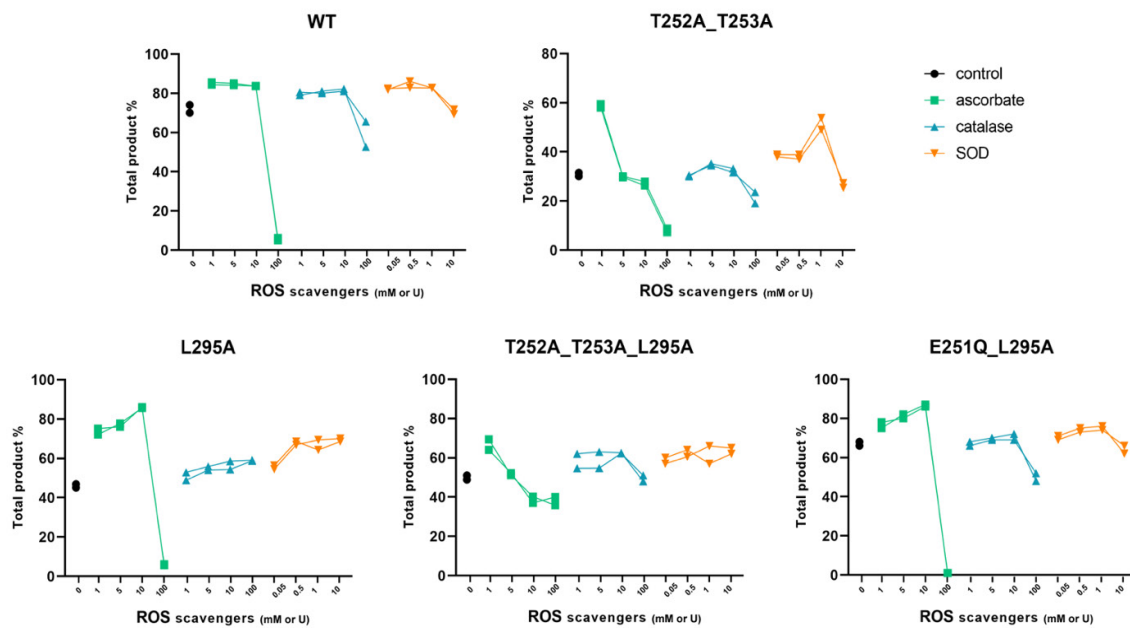 WT
Total product %
100
80
60
40
20
0
0 1 5 10 100 1 5 10 100 0.05 0.5 1 10
ROS scavengers (mM or U)
T252A_T253A
Total product %
80
60
40
20
0
0 1 5 10 100 1 5 10 100 0.05 0.5 1 10
ROS scavengers (mM or U)
control
ascorbate
catalase
SOD
L295A
Total product %
100
80
60
40
20
0
0 1 5 10 100 1 5 10 100 0.05 0.5 1 10
ROS scavengers (mM or U)
T252A_T253A_L295A
Total product %
100
80
60
40
20
0
0 1 5 10 100 1 5 10 100 0.05 0.5 1 10
ROS scavengers (mM or U)
E251Q_L295A
Total product %
100
80
60
40
20
0
0 1 5 10 100 1 5 10 100 0.05 0.5 1 10
ROS scavengers (mM or U)